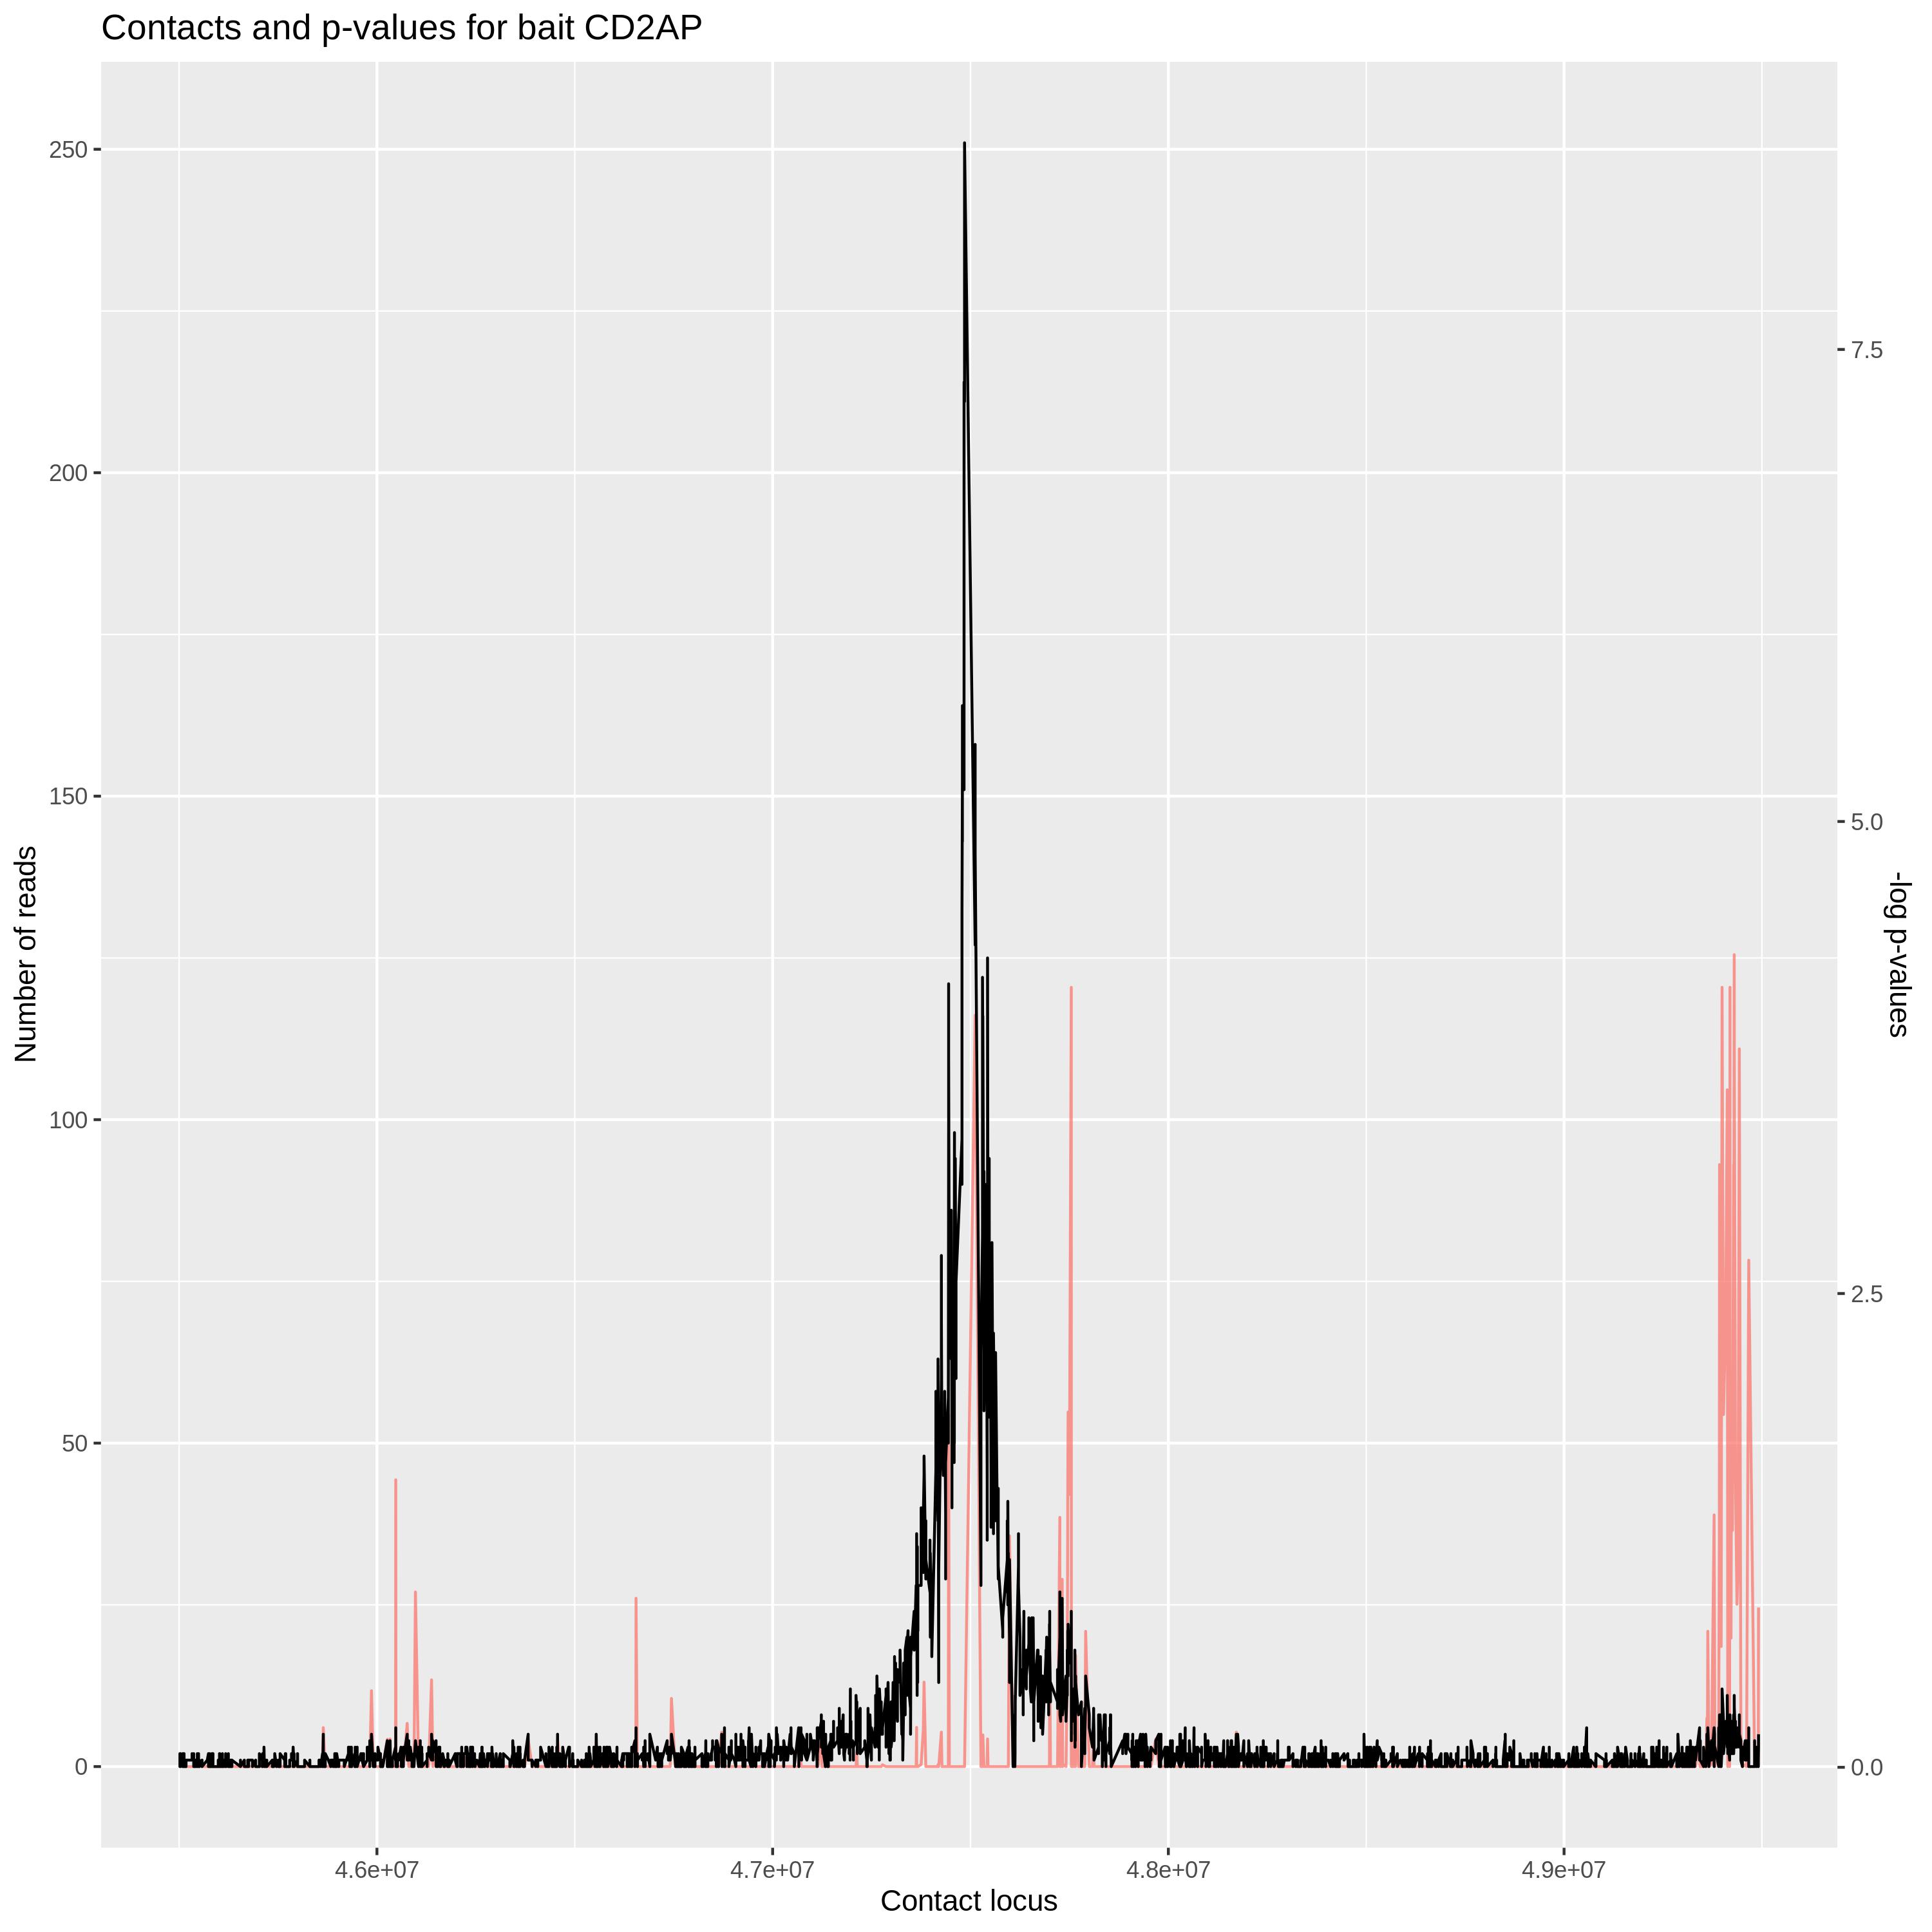 Contacts and p-values for bait CD2AP
250
200
150
100
50
0
Number of reads
7.5
5.0
2.5
0.0
-log p-values
4.6e+07
4.7e+07
4.8e+07
4.9e+07
Contact locus